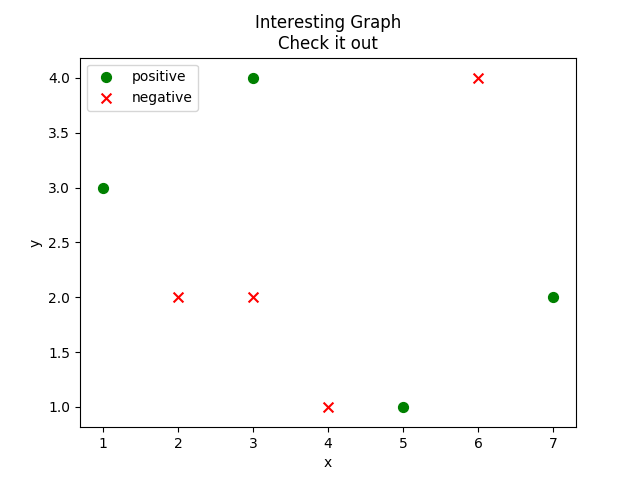 Interesting Graph
Check it out
positive
negative
4.0
3.5
3.0
2.5
2.0
1.5
1.0
y
1 2 3 4 5 6 7
x